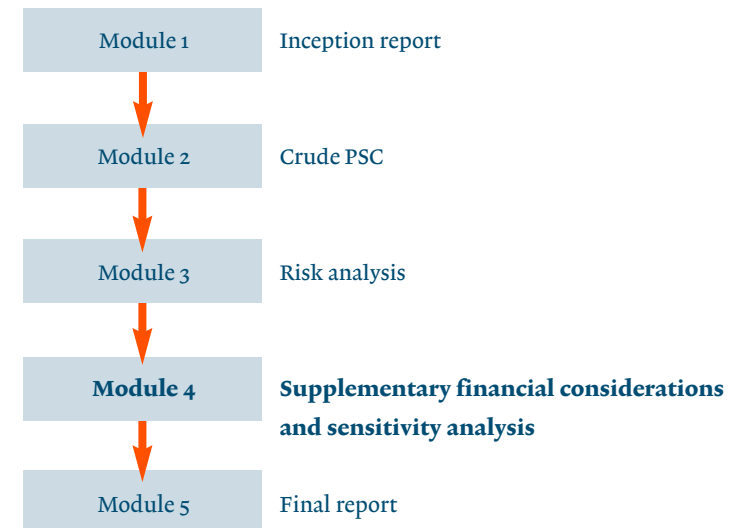 Module 1 Inception report
Module 2 Crude PSC
Module 3 Risk analysis
Module 4 Supplementary financial considerations
and sensitivity analysis
Module 5 Final report